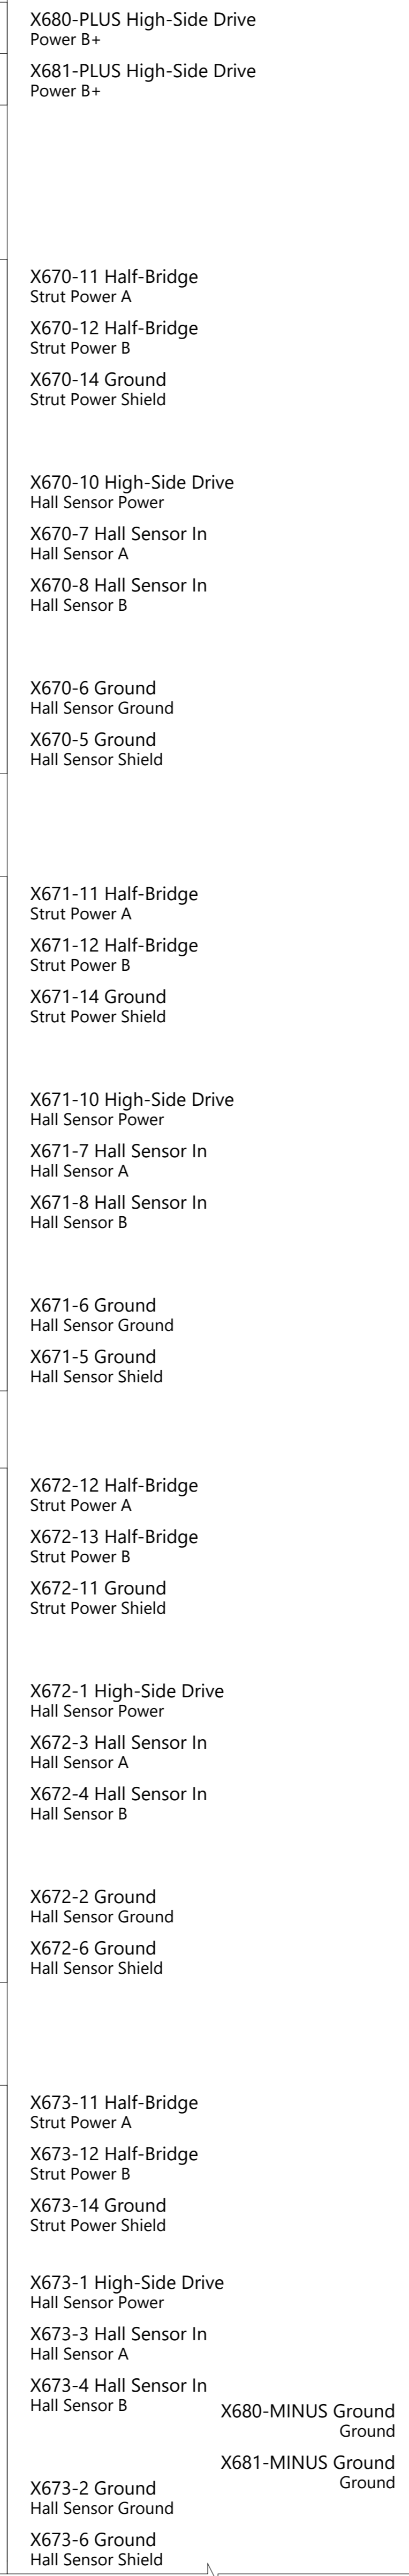 X680-PLUS High-Side Drive
Power B+
X681-PLUS High-Side Drive
Power B+
X670-11 Half-Bridge
Strut Power A
X670-12 Half-Bridge
Strut Power B
X670-14 Ground
Strut Power Shield
X670-10 High-Side Drive
Hall Sensor Power
X670-7 Hall Sensor In
Hall Sensor A
X670-8 Hall Sensor In
Hall Sensor B
X670-6 Ground
Hall Sensor Ground
X670-5 Ground
Hall Sensor Shield
X671-11 Half-Bridge
Strut Power A
X671-12 Half-Bridge
Strut Power B
X671-14 Ground
Strut Power Shield
X671-10 High-Side Drive
Hall Sensor Power
X671-7 Hall Sensor In
Hall Sensor A
X671-8 Hall Sensor In
Hall Sensor B
X671-6 Ground
Hall Sensor Ground
X671-5 Ground
Hall Sensor Shield
X672-12 Half-Bridge
Strut Power A
X672-13 Half-Bridge
Strut Power B
X672-11 Ground
Strut Power Shield
X672-1 High-Side Drive
Hall Sensor Power
X672-3 Hall Sensor In
Hall Sensor A
X672-4 Hall Sensor In
Hall Sensor B
X672-2 Ground
Hall Sensor Ground
X672-6 Ground
Hall Sensor Shield
X673-11 Half-Bridge
Strut Power A
X673-12 Half-Bridge
Strut Power B
X673-14 Ground
Strut Power Shield
X673-1 High-Side Drive
Hall Sensor Power
X673-3 Hall Sensor In
Hall Sensor A
X673-4 Hall Sensor In
Hall Sensor B
X680-MINUS Ground
Ground
X681-MINUS Ground
Ground
X673-2 Ground
Hall Sensor Ground
X673-6 Ground
Hall Sensor Shield